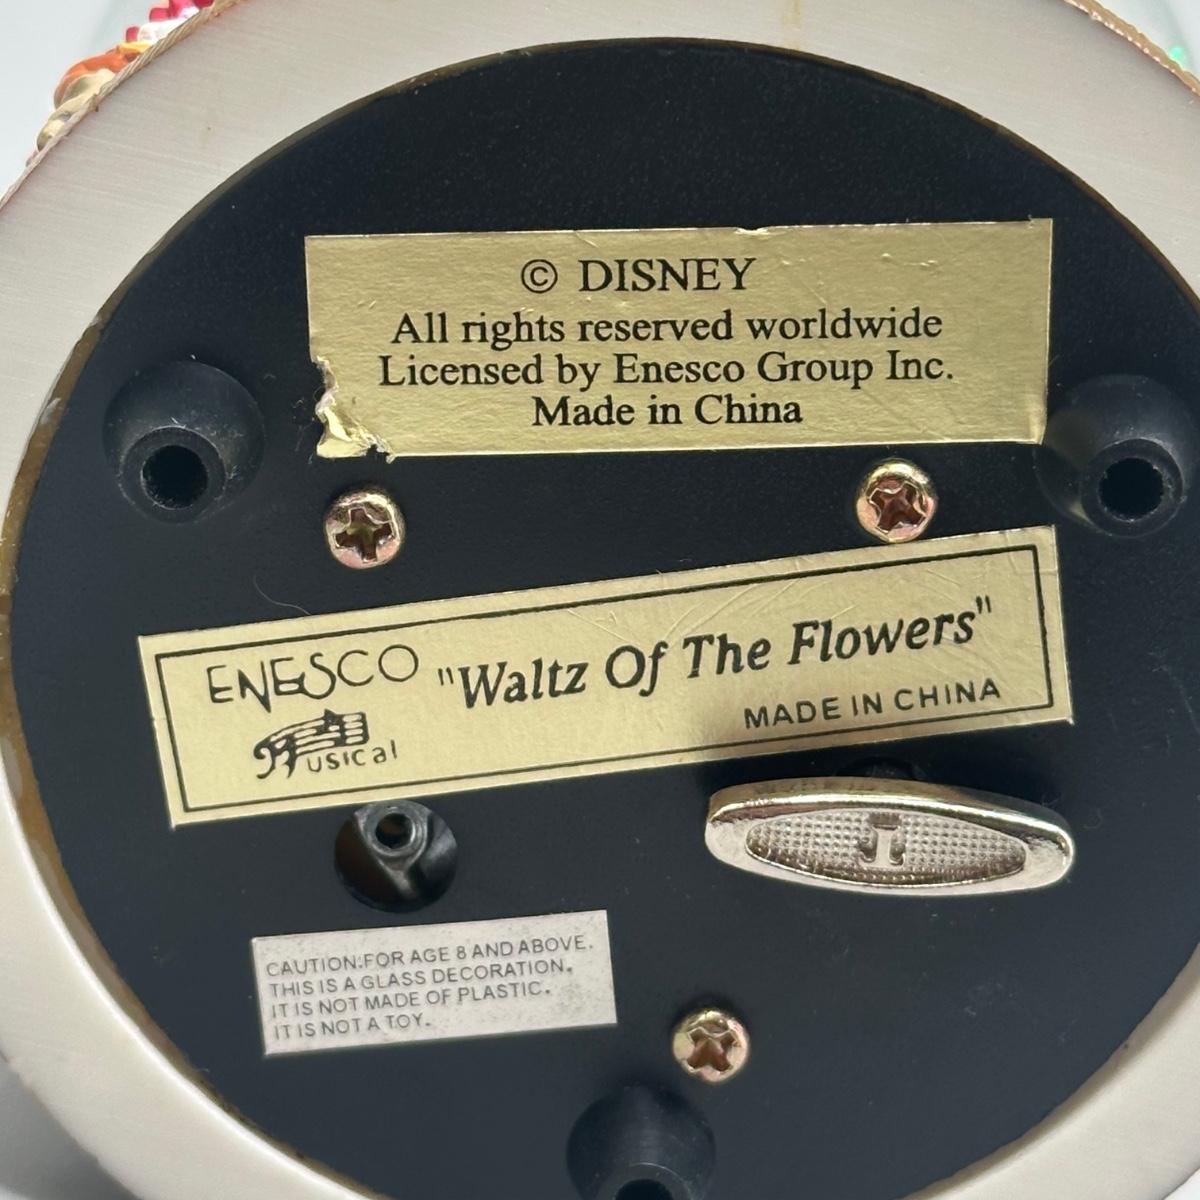 © DISNEY
All rights reserved worldwide
Licensed by Enesco Group Inc.
Made in China
ENESCO "Waltz Of The Flowers"
Musical MADE IN CHINA
CAUTION:FOR AGE 8 AND ABOVE.
THIS IS A GLASS DECORATION.
IT IS NOT MADE OF PLASTIC.
IT IS NOT A TOY.